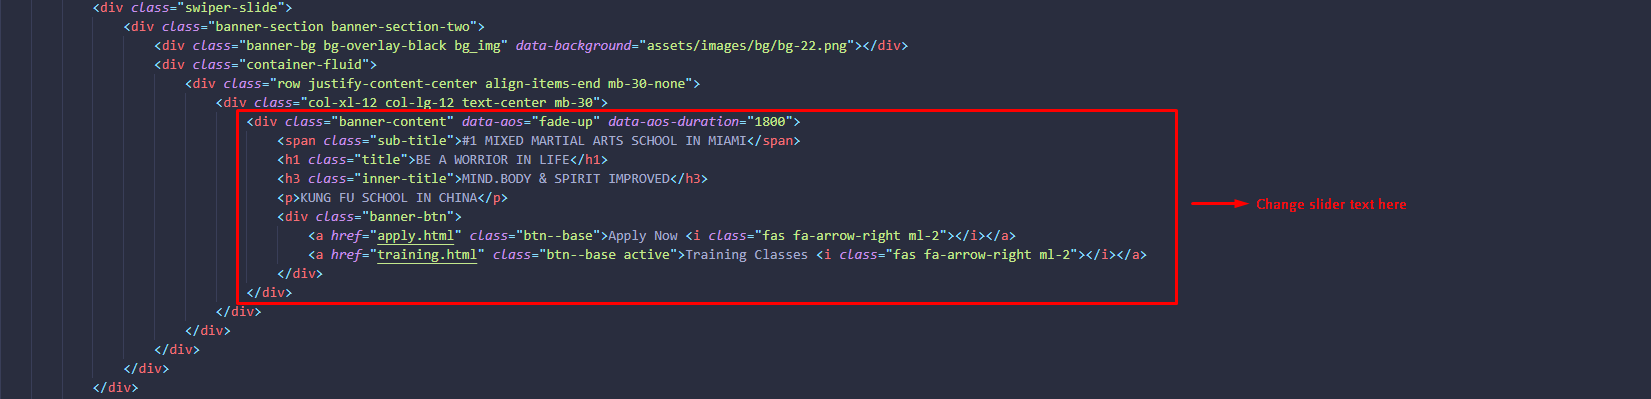 <div class="swiper-slide">
<div class="banner-section banner-section-two">
<div class="banner-bg bg-overlay-black bg_img" data-background="assets/images/bg/bg-22.png"></div>
<div class="container-fluid">
<div class="row justify-content-center align-items-end mb-30-none">
<div class="col-xl-12 col-lg-12 text-center mb-30">
<div class="banner-content" data-aos="fade-up" data-aos-duration="1800">
<span class="sub-title">#1 MIXED MARTIAL ARTS SCHOOL IN MIAMI</span>
<h1 class="title">BE A WORRIOR IN LIFE</h1>
<h3 class="inner-title">MIND.BODY & SPIRIT IMPROVED</h3>
<p>KUNG FU SCHOOL IN CHINA</p>
Change slider text here
<div class="banner-btn">
<a href="apply.html" class="btn--base">Apply Now <i class="fas fa-arrow-right ml-2"></i></a>
<a href="training.html" class="btn--base active">Training Classes <i class="fas fa-arrow-right ml-2"></i></a>
</div>
</div>
</div>
</div>
</div>
</div>
</div>